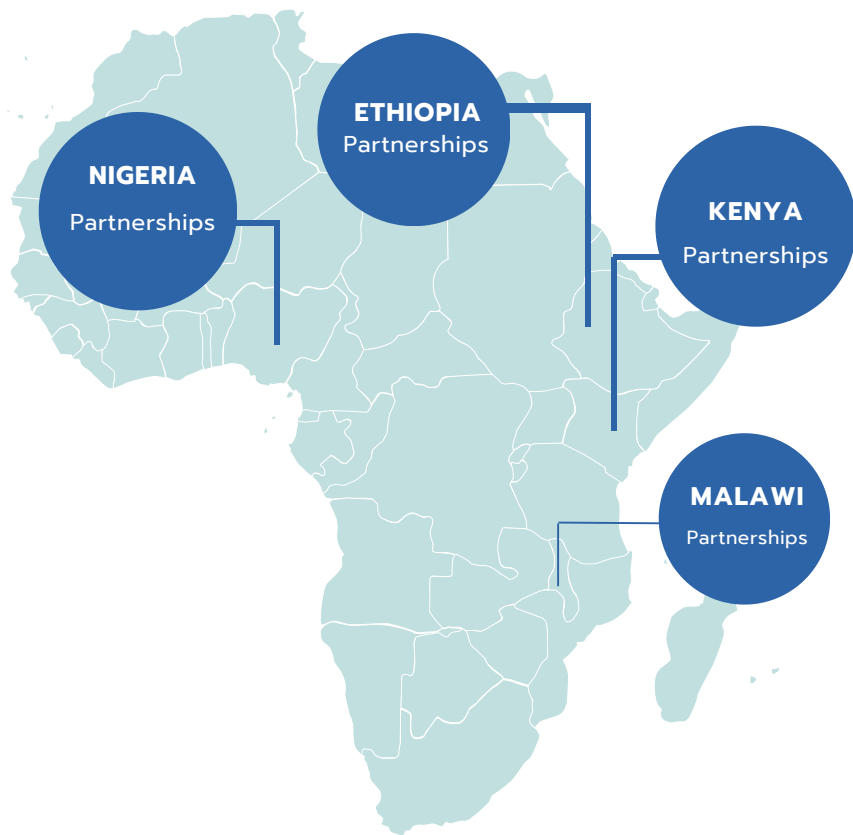 ETHIOPIA
Partnerships
NIGERIA
Partnerships
KENYA
Partnerships
MALAWI
Partnerships